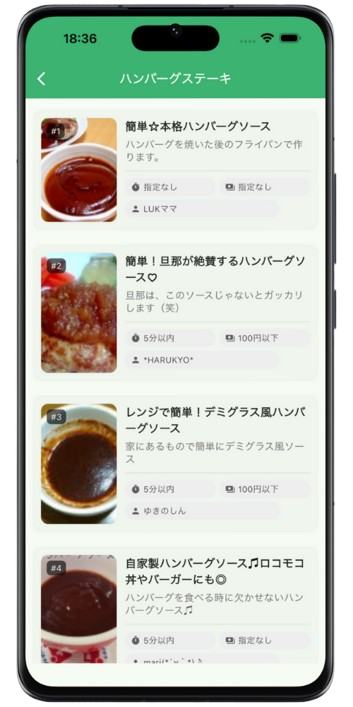 18:36
ハンバーグステーキ
#1
簡単☆本格ハンバーグソース
ハンバーグを焼いた後のフライパンで作
ります。
指定なし
指定なし
LUKママ
#2
簡単！旦那が絶賛するハンバーグソ
ース♡
旦那は、このソースじゃないとガッカリ
します（笑）
5分以内
100円以下
*HARUKYO*
#3
レンジで簡単！デミグラス風ハンバ
ーグソース
家にあるもので簡単にデミグラス風ソー
ス
5分以内
100円以下
ゆきのしん
#4
自家製ハンバーグソース♫ロコモコ
丼やバーガーにも◎
ハンバーグを食べる時に欠かせないハン
バーグソース♫
5分以内
指定なし